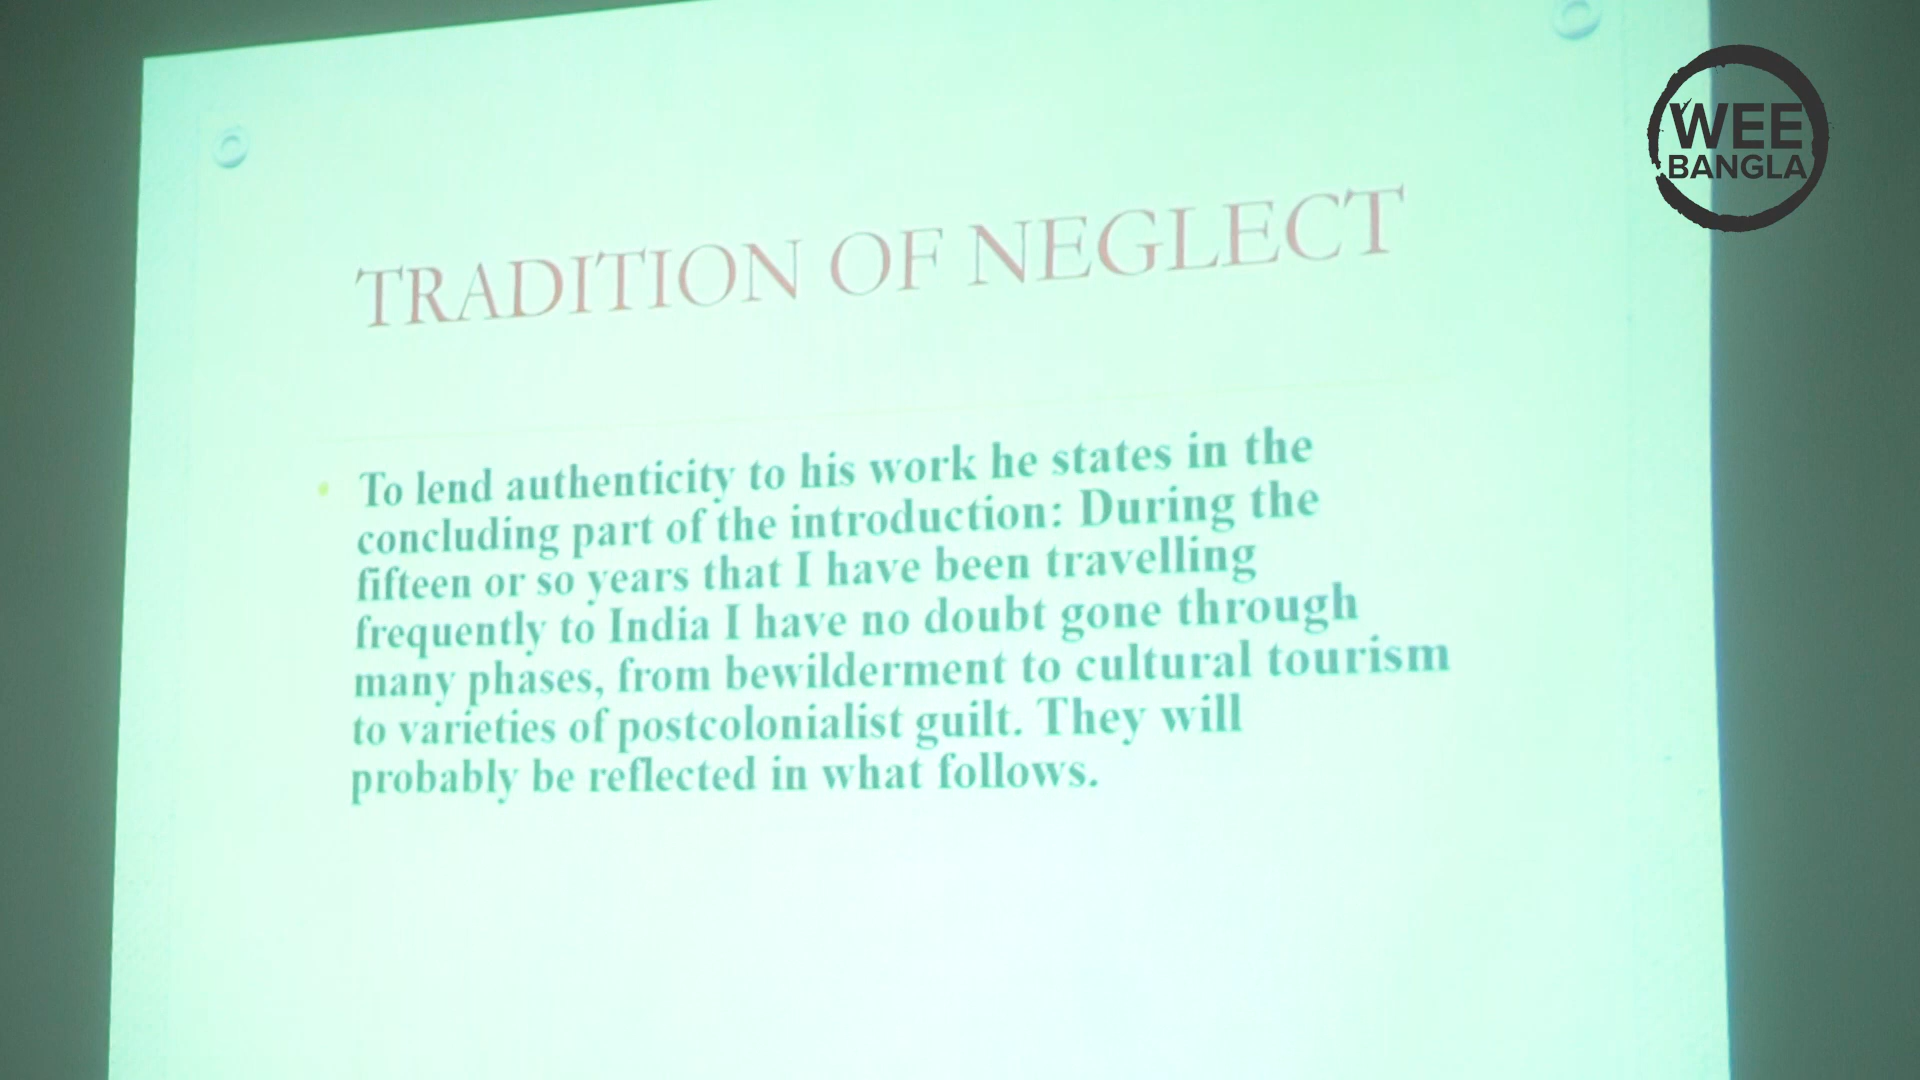 WEE
BANGLA
TRADITION OF NEGLECT
To lend authenticity to his work he states in the
concluding part of the introduction: During the
fifteen or so years that I have been travelling
frequently to India I have no doubt gone through
many phases, from bewilderment to cultural tourism
to varieties of postcolonialist guilt. They will
probably be reflected in what follows.